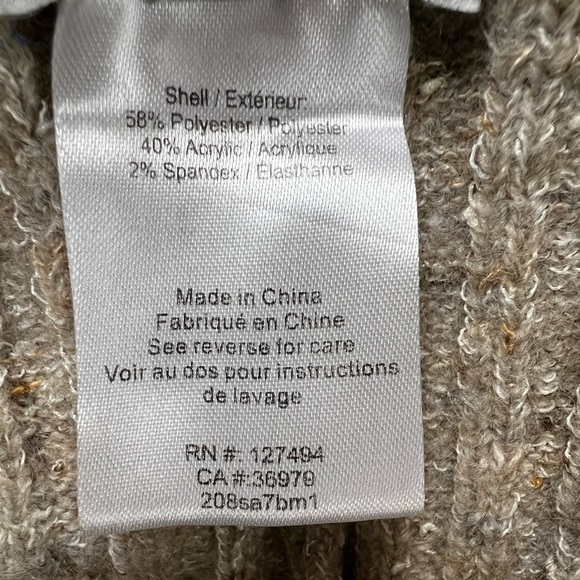 Shell / Extérieur:
58% Polyester / Polyester
40% Acrylic / Acrylique
2% Spandex / Élasthanne
Made in China
Fabriqué en Chine
See reverse for care
Voir au dos pour instructions
de lavage
RN #: 127494
CA #:36979
208sa7bm1